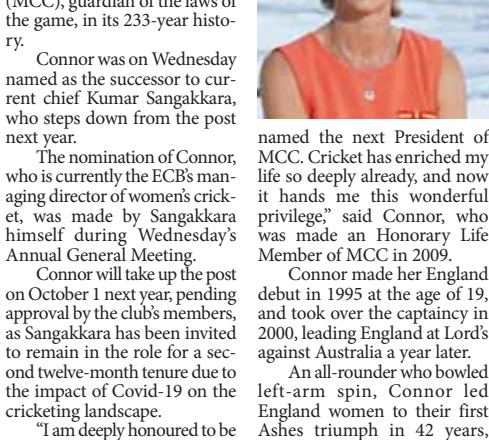 (MCC), guardian of the laws of
the game, in its 233-year histo-
ry.
Connor was on Wednesday
named as the successor to cur-
rent chief Kumar Sangakkara,
who steps down from the post
next year.
The nomination of Connor,
who is currently the ECB's man-
aging director of women's crick-
et, was made by Sangakkara
himself during Wednesday's
Annual General Meeting.
Connor will take up the post
on October 1 next year, pending
approval by the club's members,
as Sangakkara has been invited
to remain in the role for a sec-
ond twelve-month tenure due to
the impact of Covid-19 on the
cricketing landscape.
"I am deeply honoured to be
named the next President of
MCC. Cricket has enriched my
life so deeply already, and now
it hands me this wonderful
privilege," said Connor, who
was made an Honorary Life
Member of MCC in 2009.
Connor made her England
debut in 1995 at the age of 19,
and took over the captaincy in
2000, leading England at Lord's
against Australia a year later.
An all-rounder who bowled
left-arm spin, Connor led
England women to their first
Ashes triumph in 42 years,